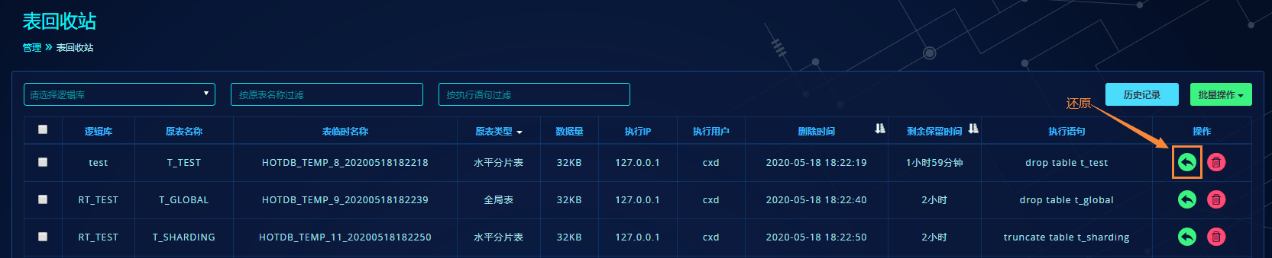 表回收站
管理 » 表回收站
请选择逻辑库 按原表名称过滤 按执行语句过滤 历史记录 批量操作
还原
逻辑库 原表名称 表临时名称 原表类型 数据量 执行IP 执行用户 删除时间 剩余保留时间 执行语句 操作
test T_TEST HOTDB_TEMP_8_20200518182218 水平分片表 32KB 127.0.0.1 cxd 2020-05-18 18:22:19 1小时59分钟 drop table t_test
RT_TEST T_GLOBAL HOTDB_TEMP_9_20200518182239 全局表 32KB 127.0.0.1 cxd 2020-05-18 18:22:40 2小时 drop table t_global
RT_TEST T_SHARDING HOTDB_TEMP_11_20200518182250 水平分片表 32KB 127.0.0.1 cxd 2020-05-18 18:22:50 2小时 truncate table t_sharding